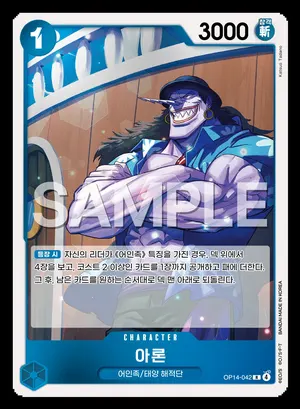 1
3000
참격
斬
SAMPLE
등장 시 자신의 리더가 《어인족》 특징을 가진 경우, 덱 위에서
4장을 보고, 코스트 2 이상인 카드를 1장까지 공개하고 패에 더한다.
그 후, 남은 카드를 원하는 순서대로 덱 맨 아래로 되돌린다.
CHARACTER
아론
어인족/태양 해적단
OP14-042 R
BANDAI MADE IN KOREA